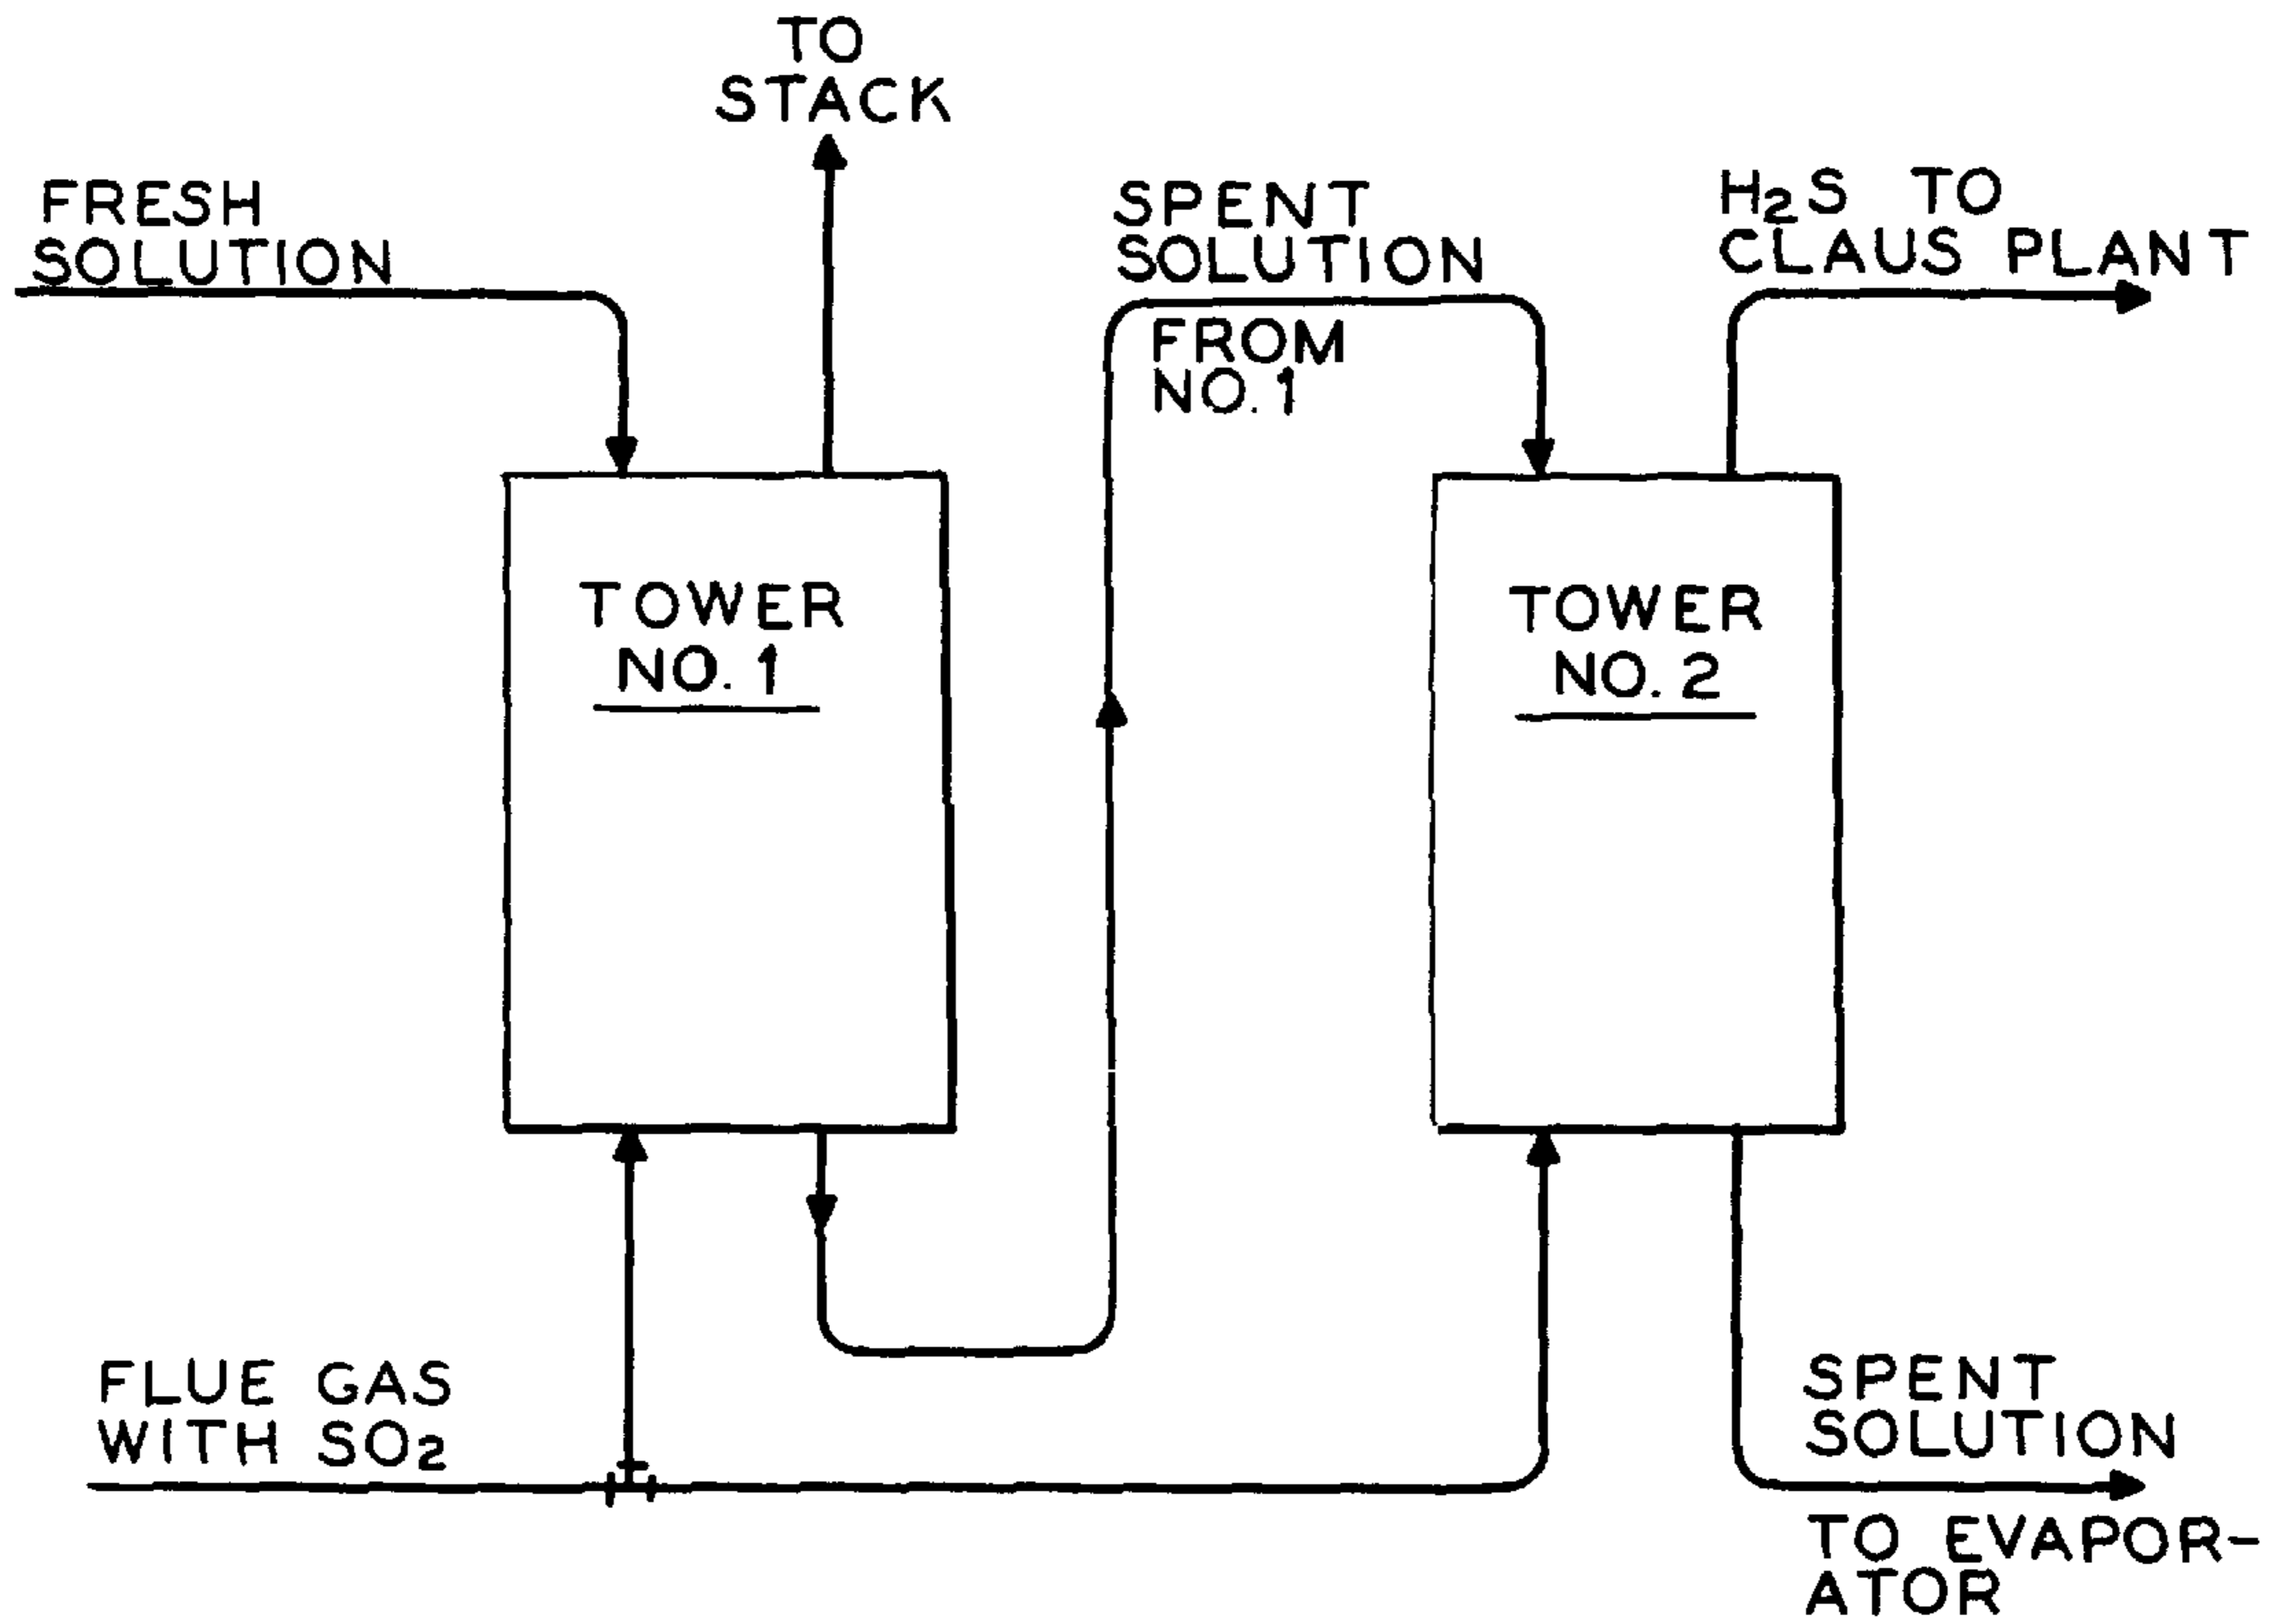 TO
STACK
FRESH
SOLUTION
SPENT
SOLUTION
FROM
NO. 1
H2S TO
CLAUS PLANT
TOWER
NO. 1
TOWER
NO. 2
FLUE GAS
WITH SO2
SPENT
SOLUTION
TO EVAPOR-
ATOR